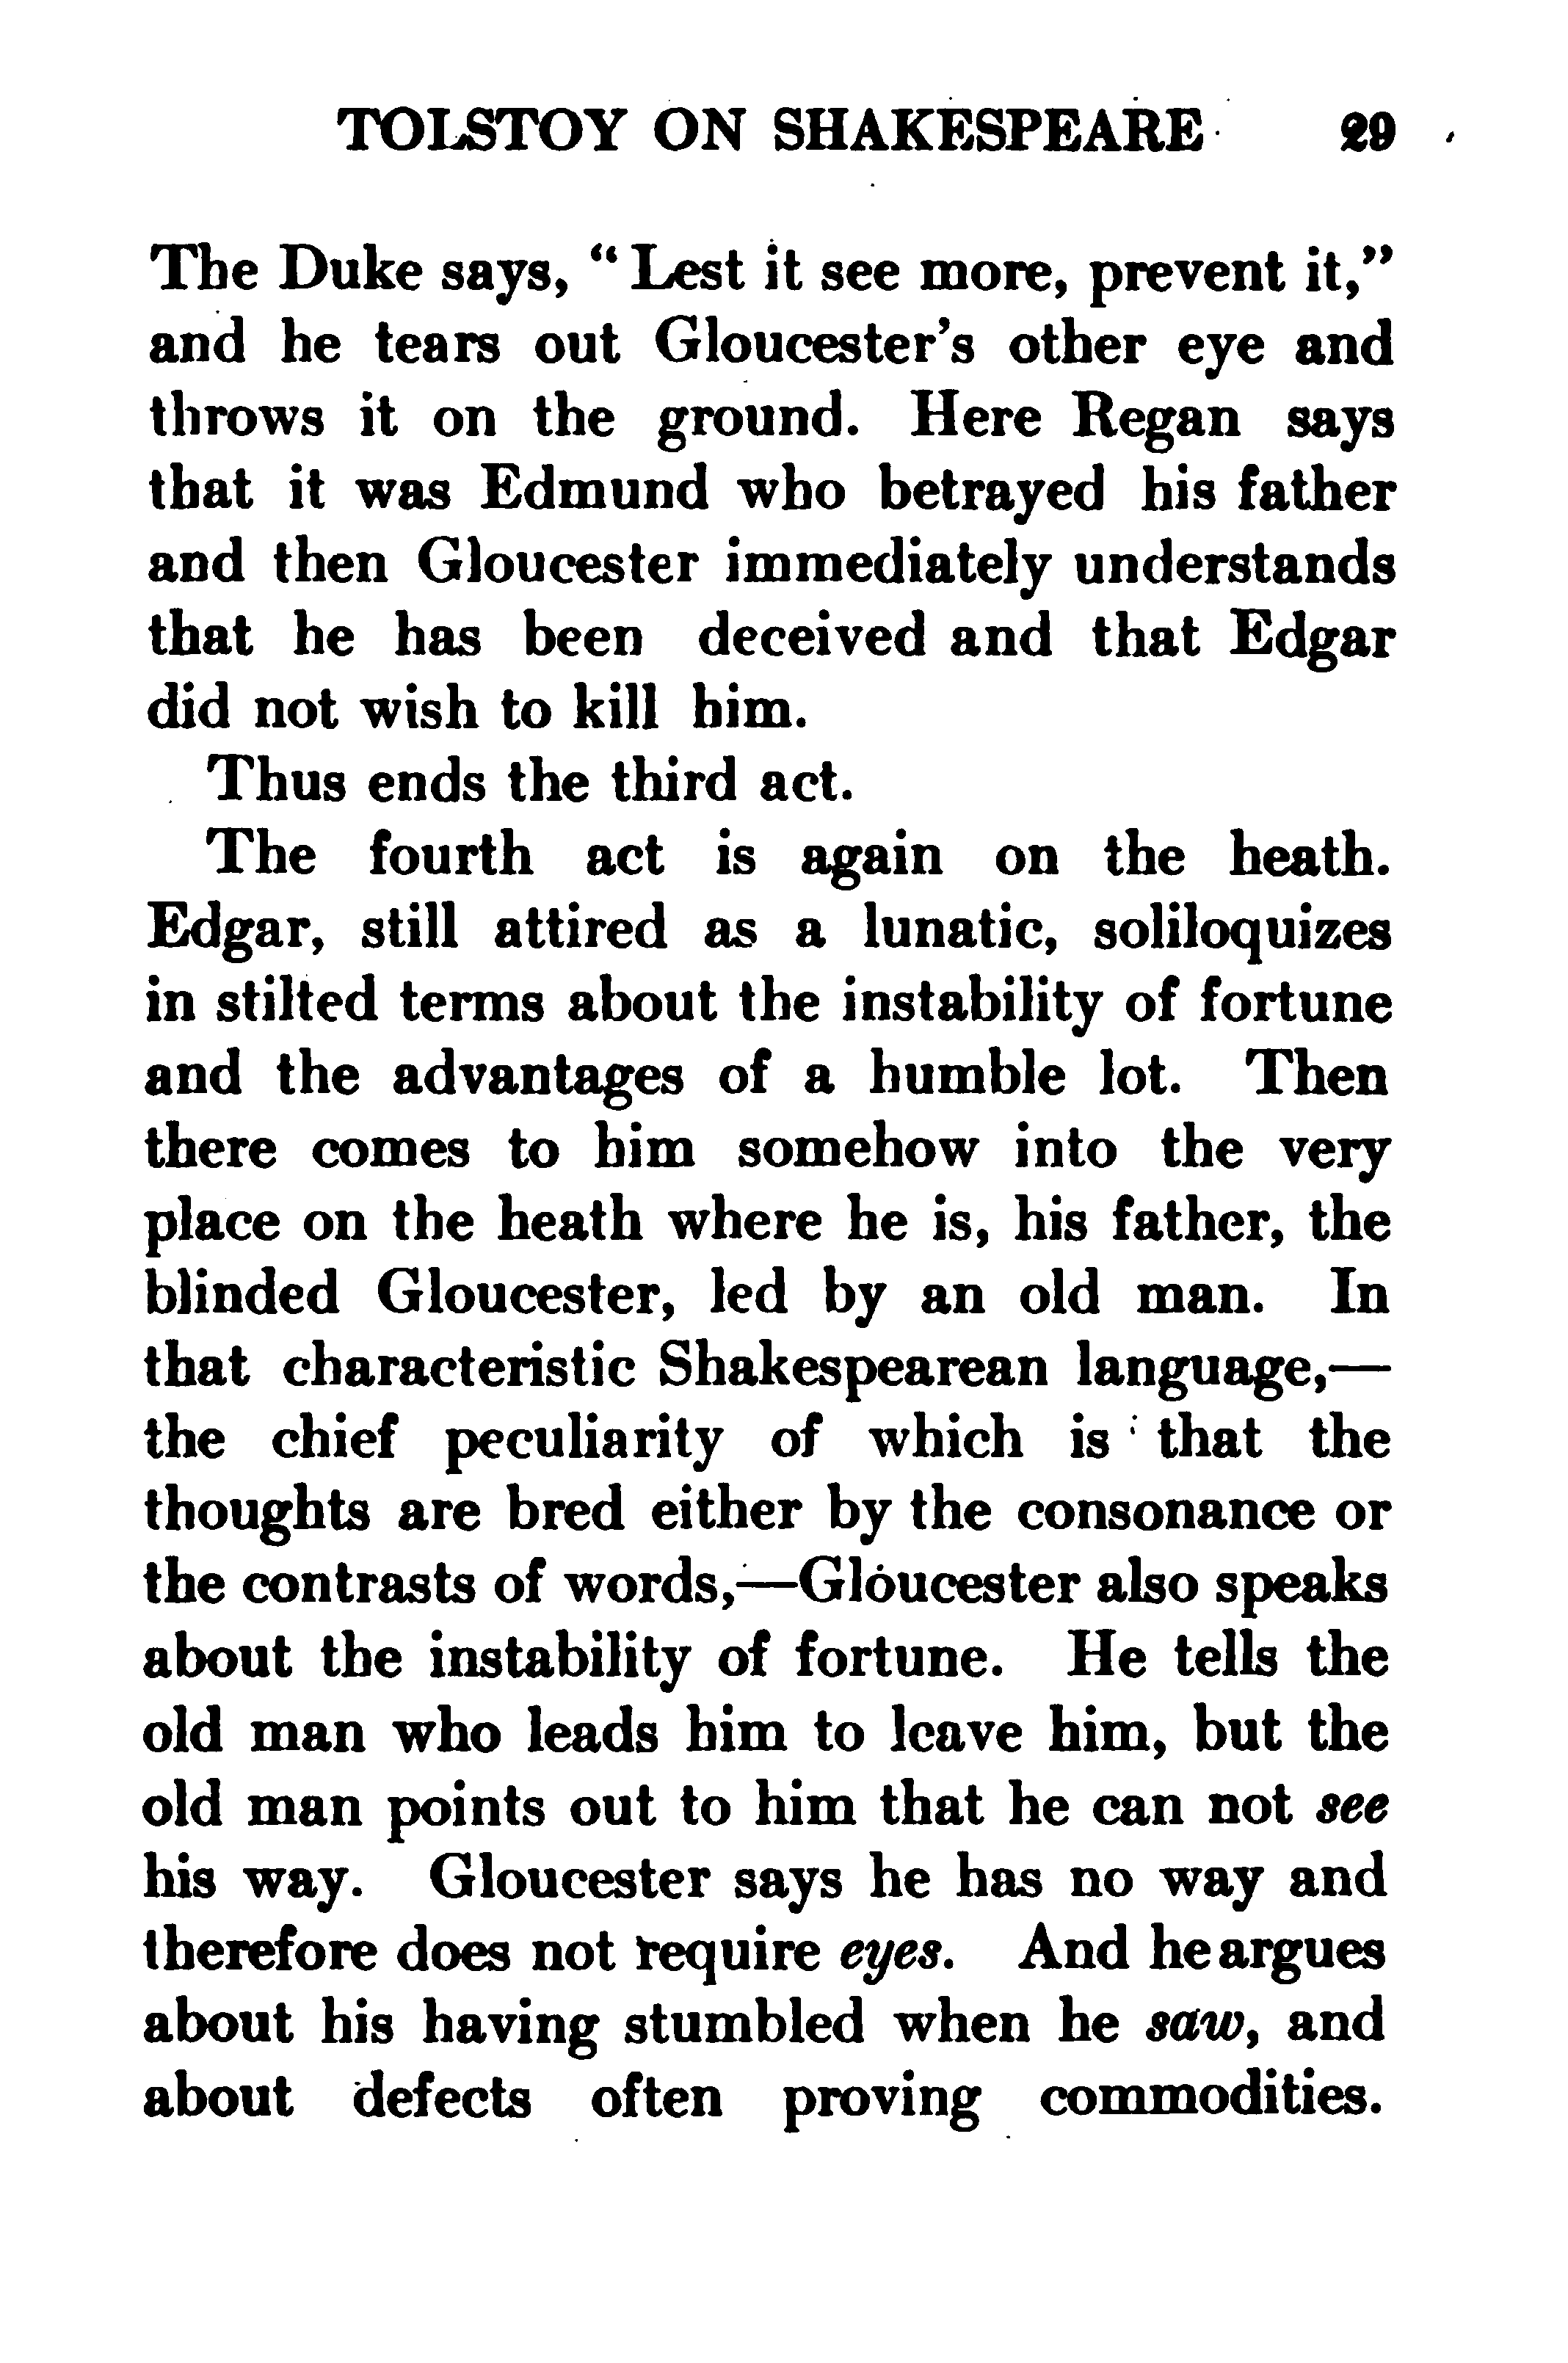 TOLSTOY ON SHAKESPEARE 29
The Duke says, “ Lest it see more, prevent it,”
and he tears out Gloucester’s other eye and
throws it on the ground. Here Regan says
that it was Edmund who betrayed his father
and then Gloucester immediately understands
that he has been deceived and that Edgar
did not wish to kill him.
Thus ends the third act.
The fourth act is again on the heath.
Edgar, still attired as a lunatic, soliloquizes
in stilted terms about the instability of fortune
and the advantages of a humble lot. Then
there comes to him somehow into the very
place on the heath where he is, his father, the
blinded Gloucester, led by an old man. In
that characteristic Shakespearean language,—
the chief peculiarity of which is that the
thoughts are bred either by the consonance or
the contrasts of words,—Gloucester also speaks
about the instability of fortune. He tells the
old man who leads him to leave him, but the
old man points out to him that he can not see
his way. Gloucester says he has no way and
therefore does not require eyes. And he argues
about his having stumbled when he saw, and
about defects often proving commodities.